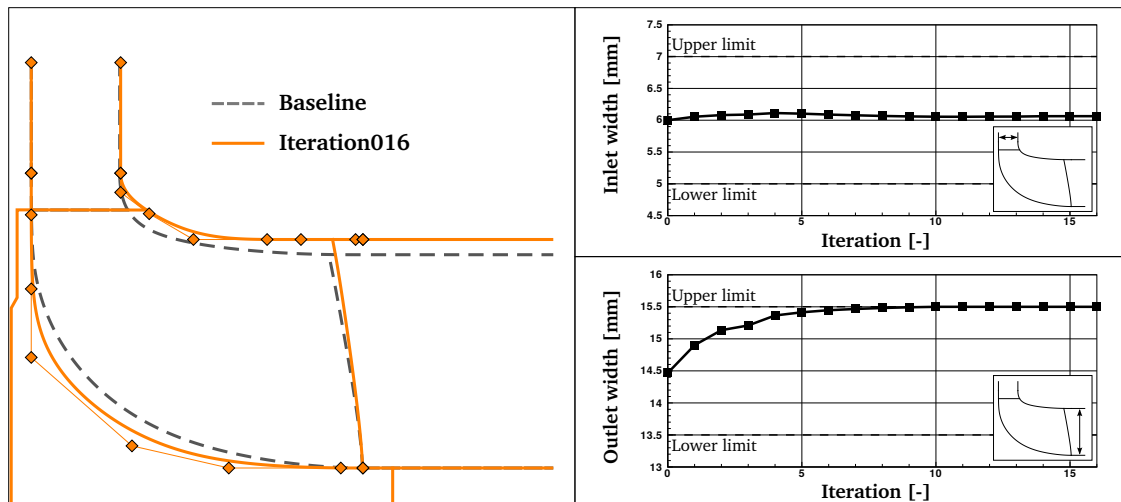 Baseline
Iteration016
Inlet width [mm]
7.5
7
6.5
6
5.5
5
4.5
Upper limit
Lower limit
0
5
10
15
Iteration [-]
Outlet width [mm]
16
15.5
15
14.5
14
13.5
13
Upper limit
Lower limit
0
5
10
15
Iteration [-]